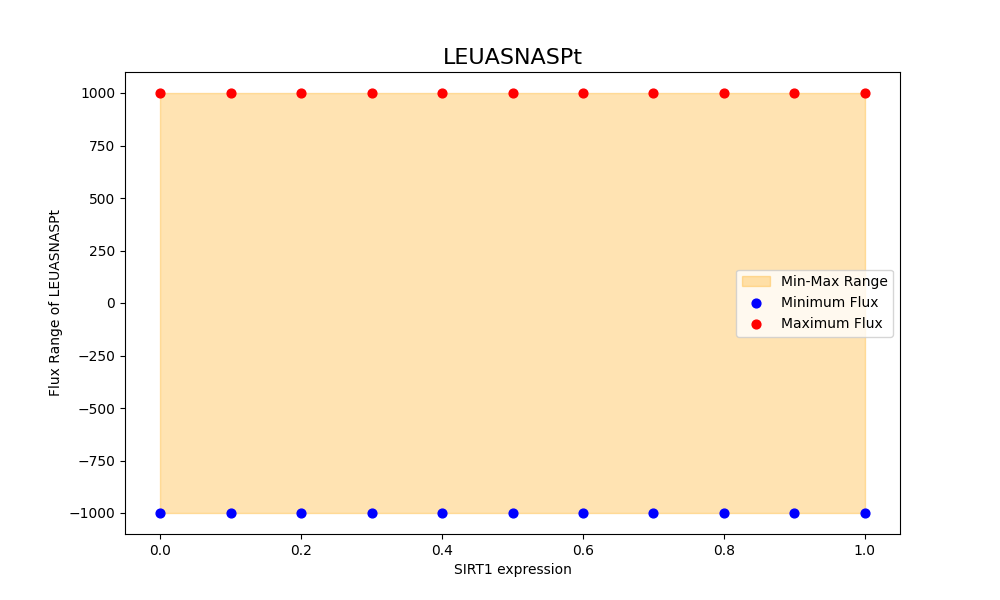 LEUASNASPt
Flux Range of LEUASNASPt
1000
750
500
250
0
−250
−500
−750
−1000
Min-Max Range
Minimum Flux
Maximum Flux
0.0 0.2 0.4 0.6 0.8 1.0
SIRT1 expression